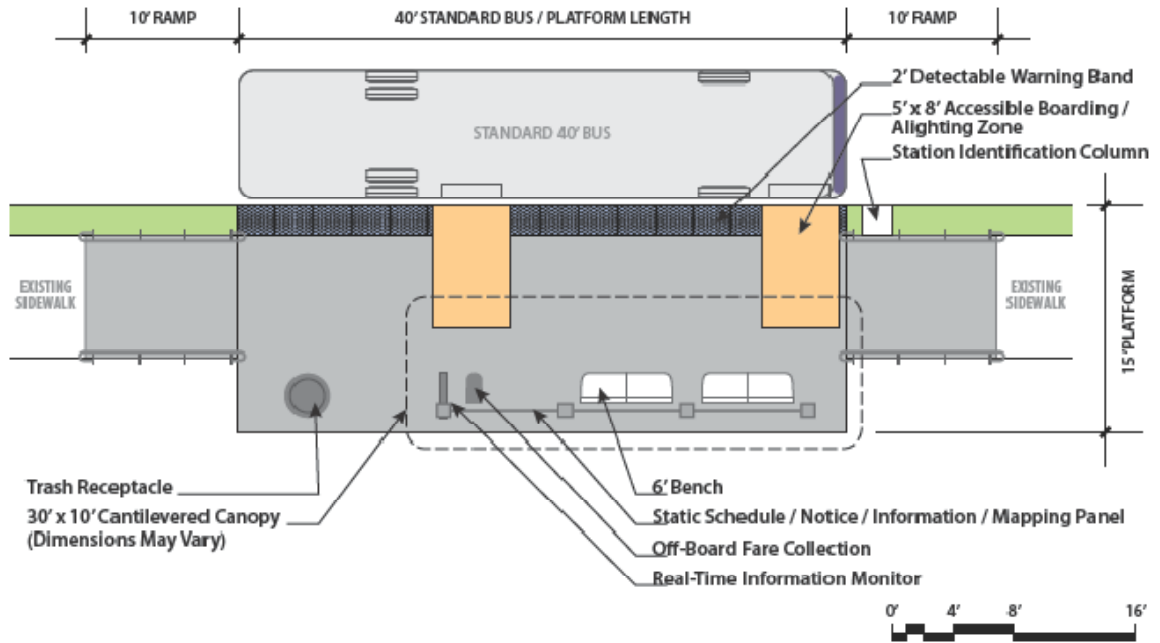 10' RAMP
40' STANDARD BUS / PLATFORM LENGTH
10' RAMP
2' Detectable Warning Band
5' x 8' Accessible Boarding /
Alighting Zone
STANDARD 40' BUS
Station Identification Column
EXISTING
SIDEWALK
EXISTING
SIDEWALK
15' PLATFORM
Trash Receptacle
6' Bench
30' x 10' Cantilevered Canopy
(Dimensions May Vary)
Static Schedule / Notice / Information / Mapping Panel
Off-Board Fare Collection
Real-Time Information Monitor
0' 4' 8' 16'